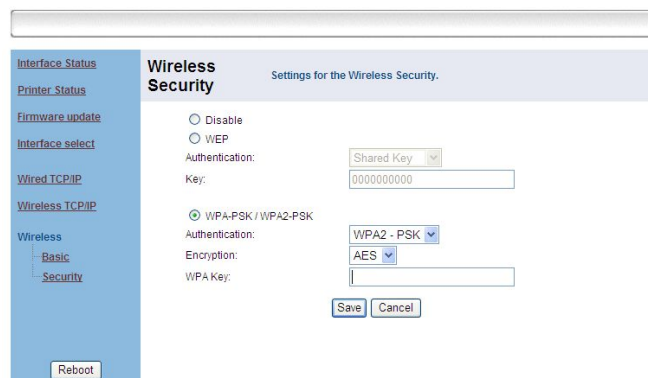 Interface Status
Printer Status
Firmware update
Interface select
Wired TCP/IP
Wireless TCP/IP
Wireless
Basic
Security
Reboot
Wireless
Security
Settings for the Wireless Security.
Disable
WEP
Authentication: Shared Key
Key: 0000000000
WPA-PSK / WPA2-PSK
Authentication: WPA2 - PSK
Encryption: AES
WPA Key:
Save Cancel